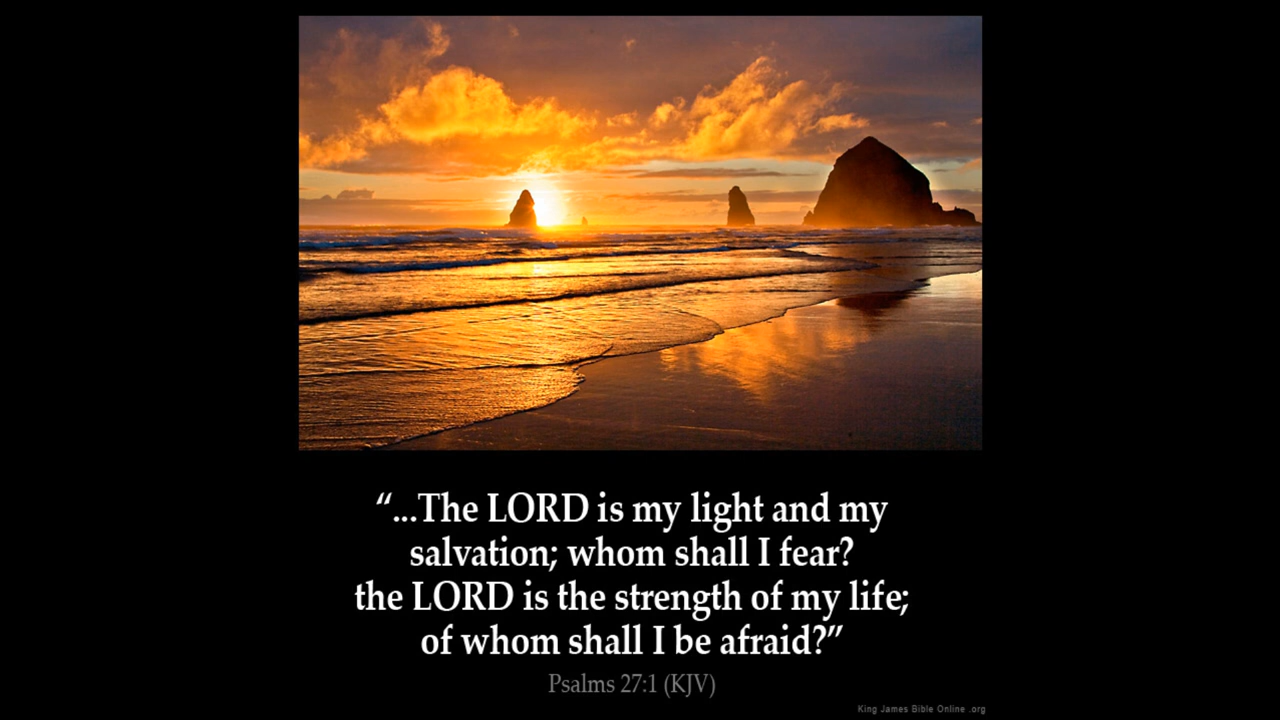 “...The LORD is my light and my
salvation; whom shall I fear?
the LORD is the strength of my life;
of whom shall I be afraid?”
Psalms 27:1 (KJV)
King James Bible Online .org